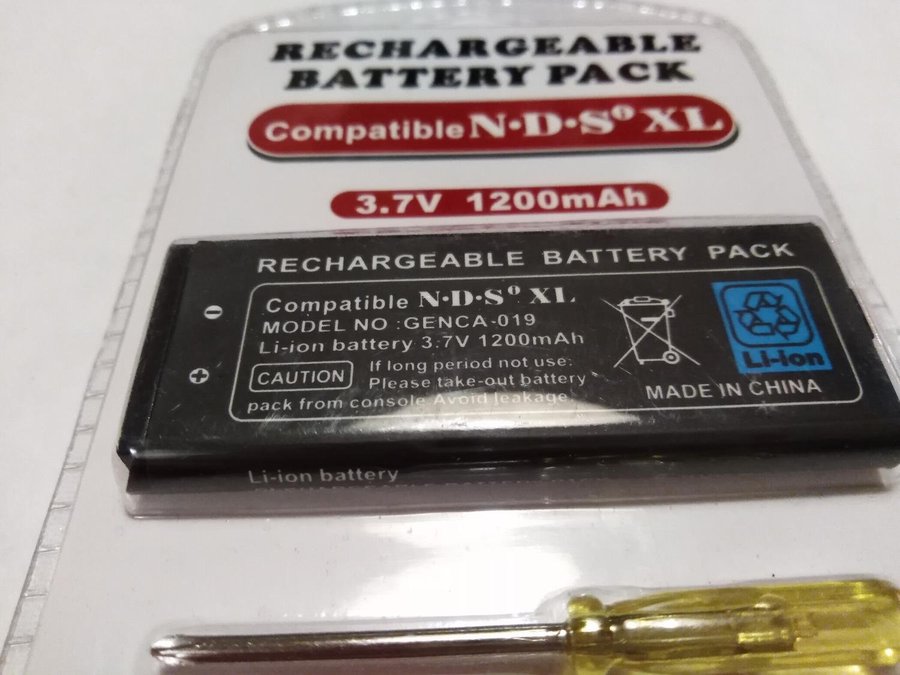 RECHARGEABLE
BATTERY PACK
Compatible N·D·Sⁱ XL
3.7V 1200mAh
RECHARGEABLE BATTERY PACK
Compatible N·D·Sⁱ XL
MODEL NO :GENCA-019
Li-ion battery 3.7V 1200mAh
CAUTION
If long period not use:
Please take-out battery
pack from console Avoid leakage!
Li-ion
MADE IN CHINA
Li-ion battery